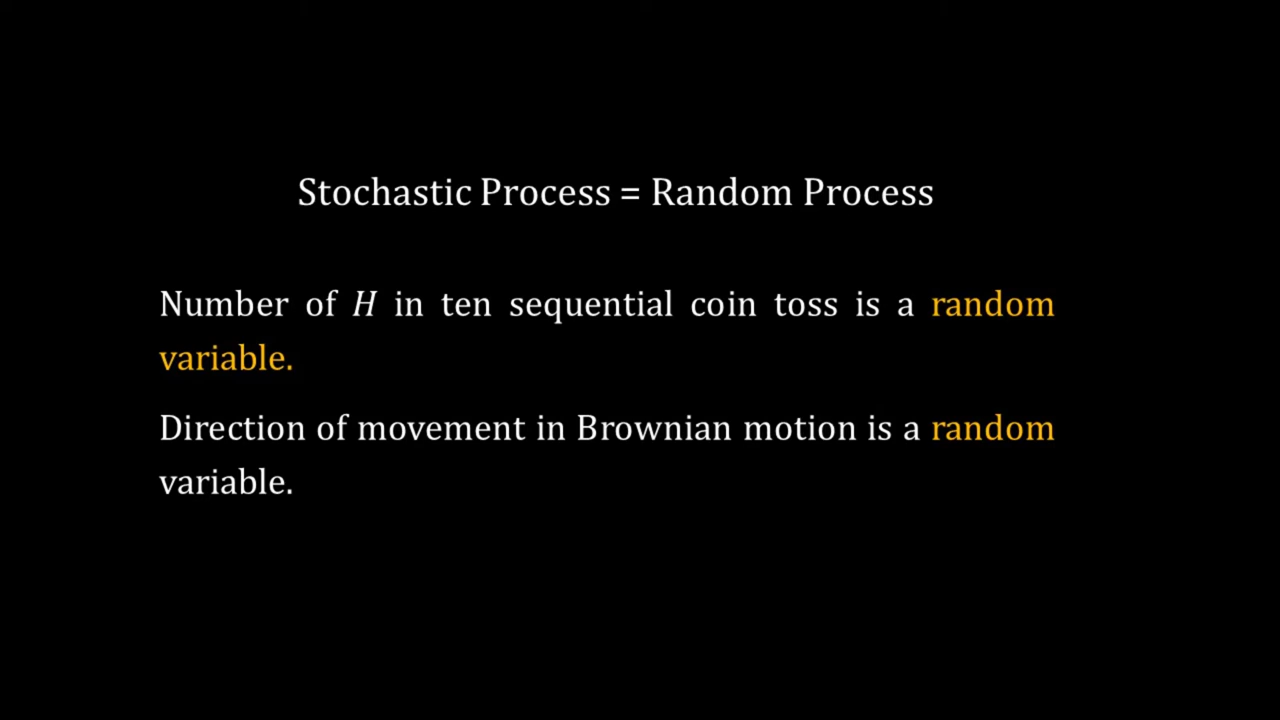 Stochastic Process = Random Process
Number of H in ten sequential coin toss is a random
variable.
Direction of movement in Brownian motion is a random
variable.